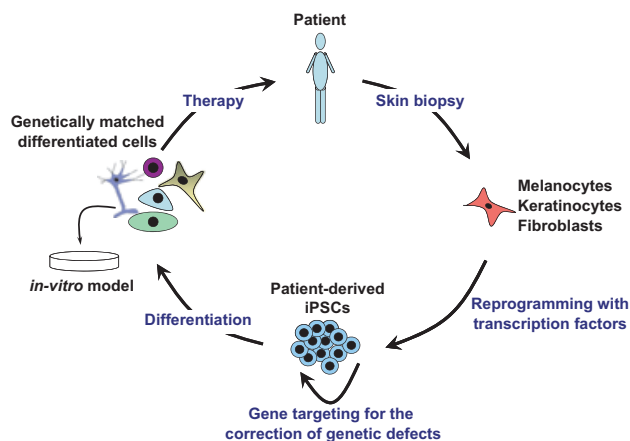 Patient
Therapy
Skin biopsy
Genetically matched
differentiated cells
Melanocytes
Keratinocytes
Fibroblasts
in-vitro model
Patient-derived
iPSCs
Differentiation
Reprogramming with
transcription factors
Gene targeting for the
correction of genetic defects